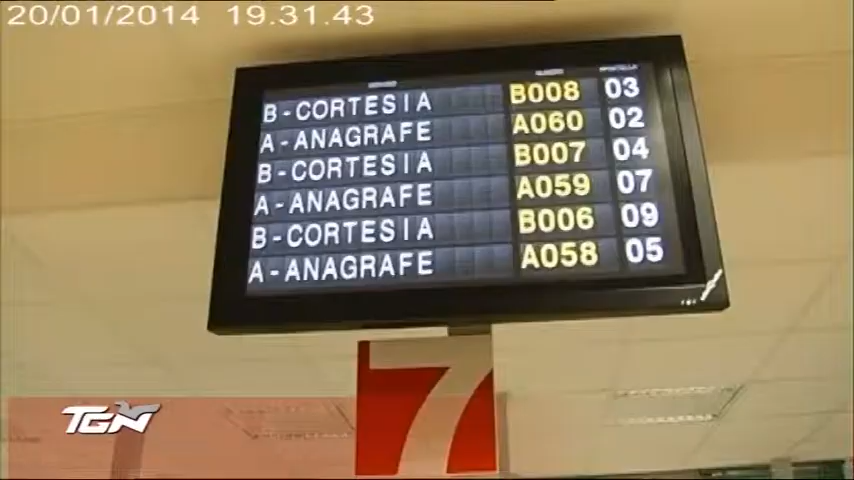 20/01/2014 19.31.43
SPORTELLO
B-CORTESIA B008 03
A-ANAGRAFE A060 02
B-CORTESIA B007 04
A-ANAGRAFE A059 07
B-CORTESIA B006 09
A-ANAGRAFE A058 05
7
TGN